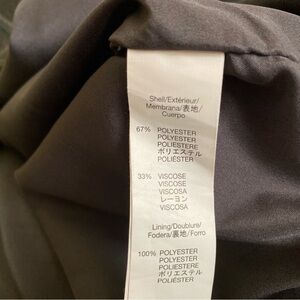 Shell/Extérieur/
Membrana/表地/
Cuerpo
67% POLYESTER
POLYESTER
POLIESTERE
ポリエステル
POLIÉSTER
33% VISCOSE
VISCOSE
VISCOSA
レーヨン
VISCOSA
Lining/Doublure/
Fodera/裏地/Forro
100% POLYESTER
POLYESTER
POLIESTERE
ポリエステル
POLIÉSTER